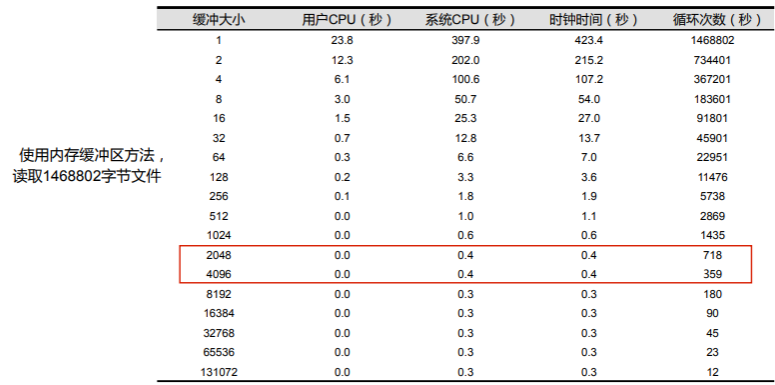 缓冲大小 用户CPU（秒） 系统CPU（秒） 时钟时间（秒） 循环次数（秒）
1 23.8 397.9 423.4 1468802
2 12.3 202.0 215.2 734401
4 6.1 100.6 107.2 367201
8 3.0 50.7 54.0 183601
16 1.5 25.3 27.0 91801
32 0.7 12.8 13.7 45901
使用内存缓冲区方法，
64 0.3 6.6 7.0 22951
读取1468802字节文件
128 0.2 3.3 3.6 11476
256 0.1 1.8 1.9 5738
512 0.0 1.0 1.1 2869
1024 0.0 0.6 0.6 1435
2048 0.0 0.4 0.4 718
4096 0.0 0.4 0.4 359
8192 0.0 0.3 0.3 180
16384 0.0 0.3 0.3 90
32768 0.0 0.3 0.3 45
65536 0.0 0.3 0.3 23
131072 0.0 0.3 0.3 12